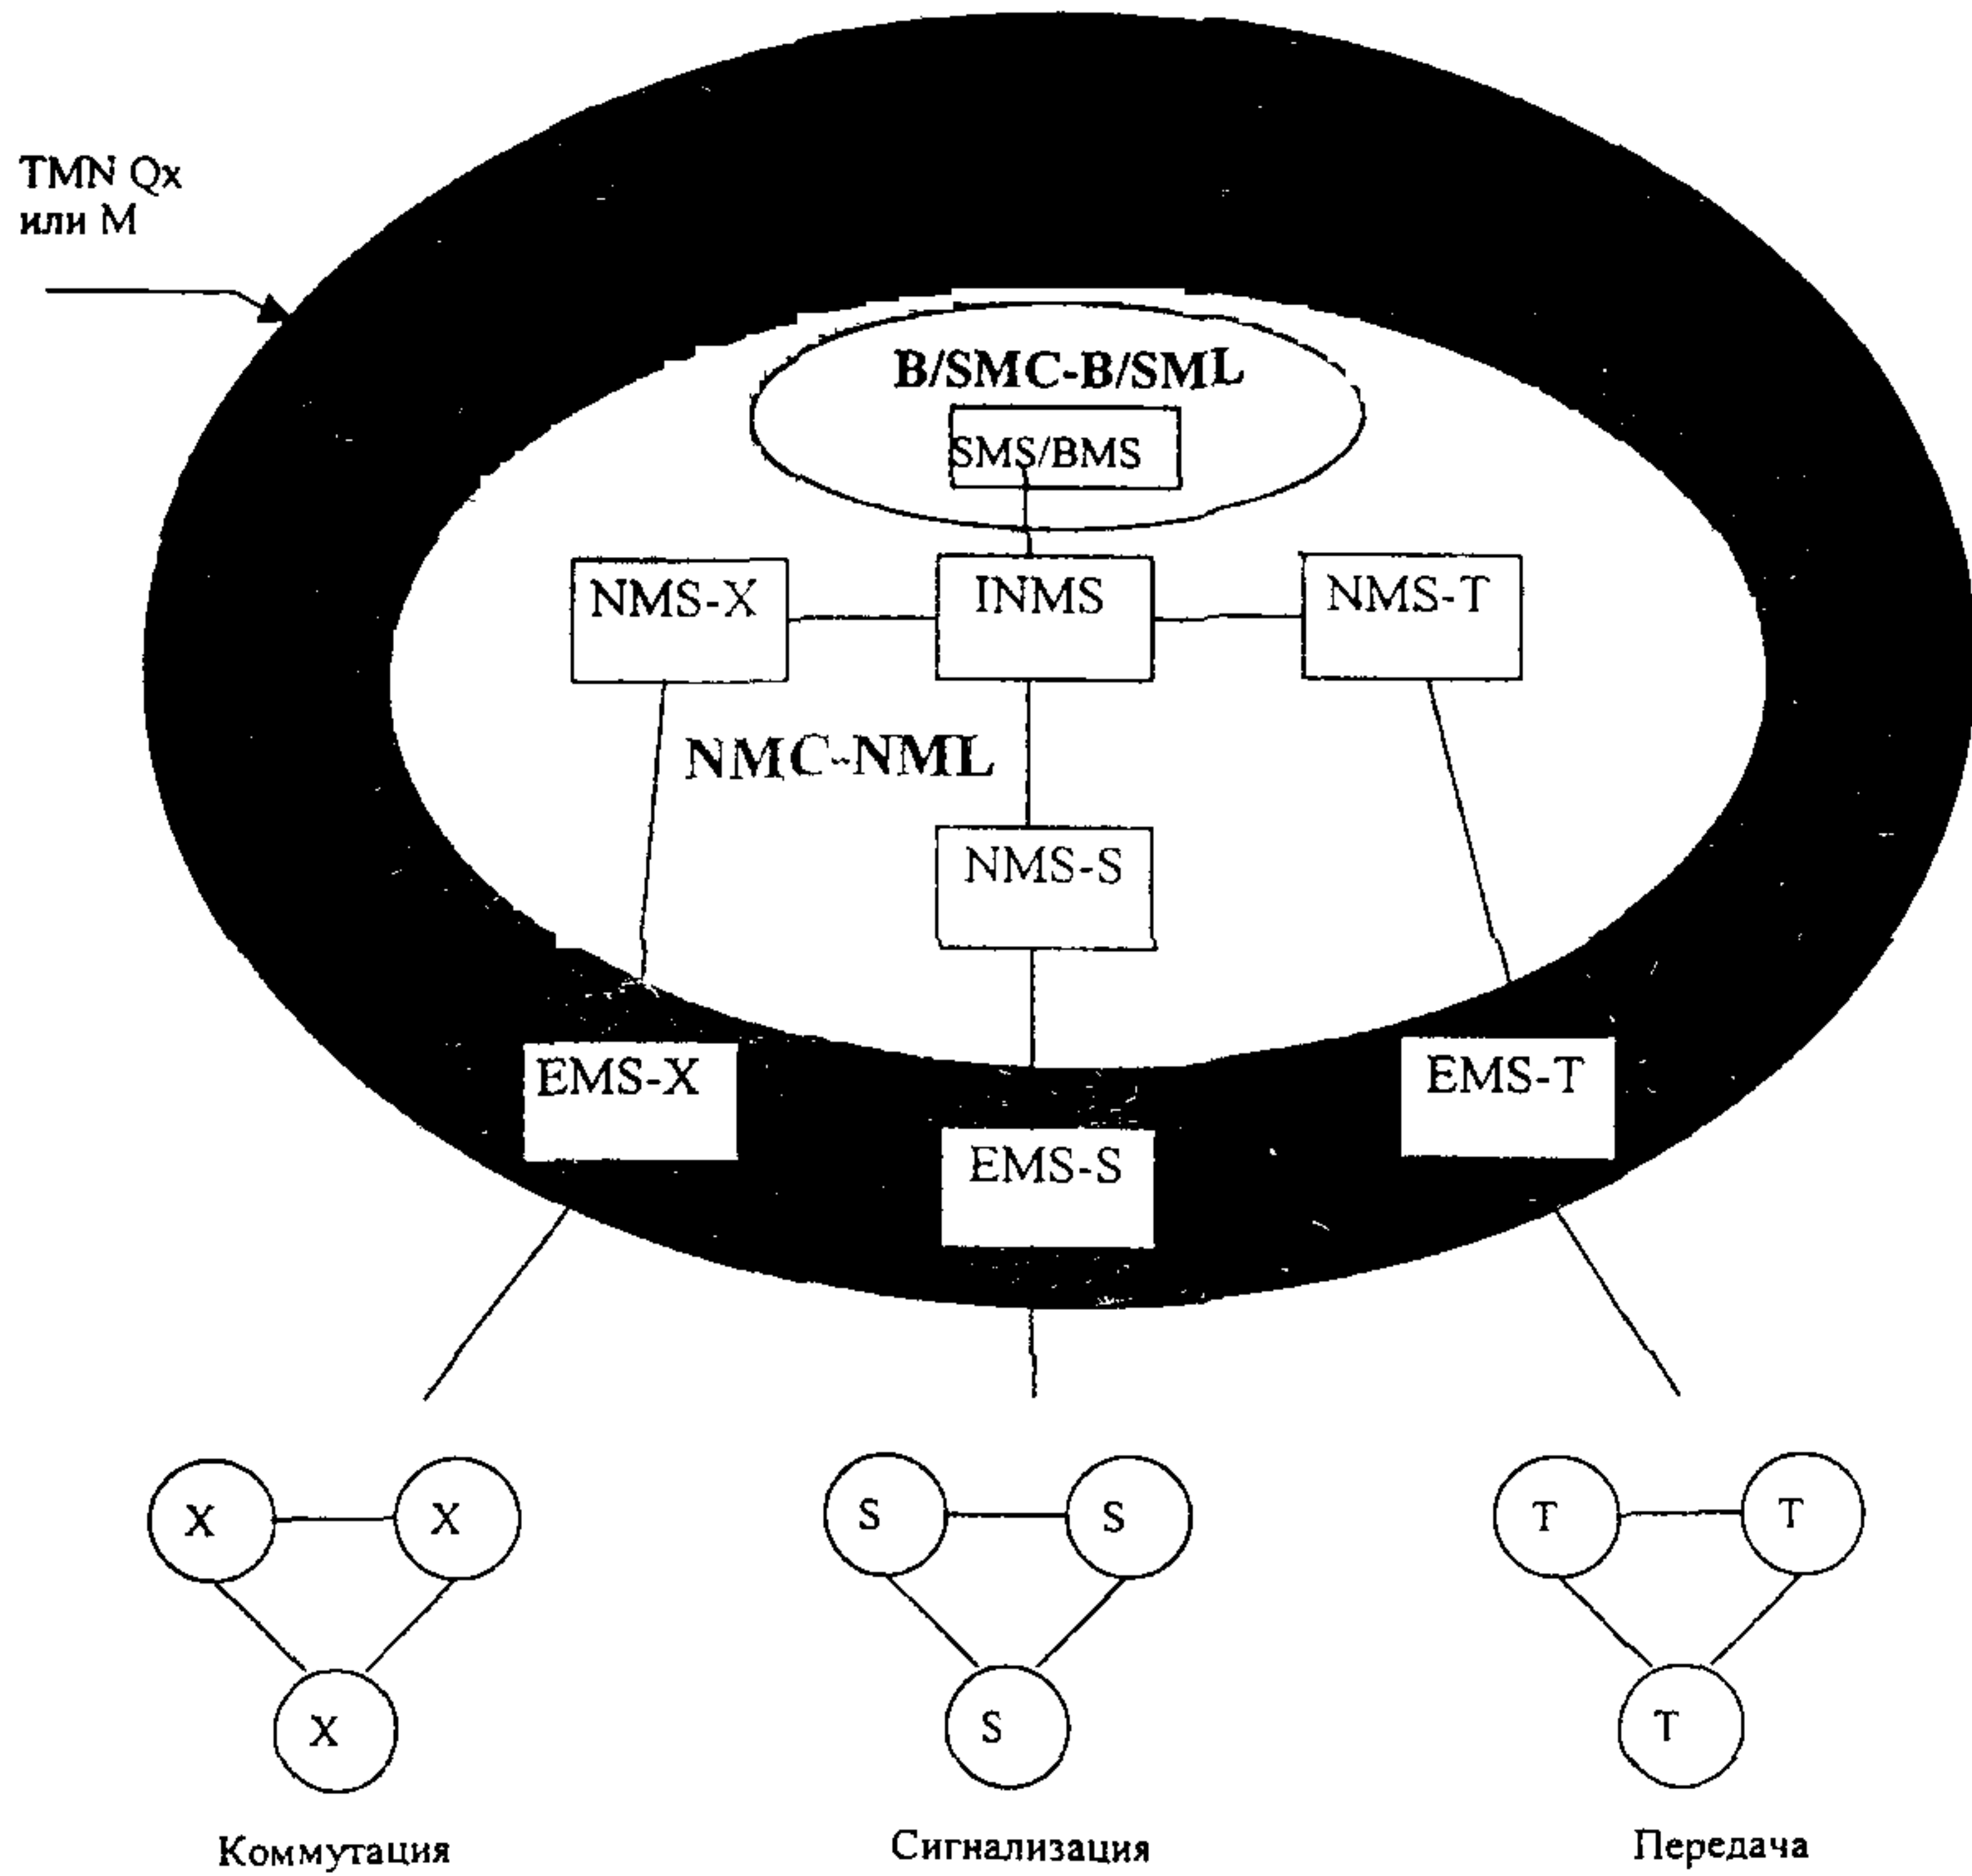 TMN Qx
или M
B/SMC-B/SML
SMS/BMS
NMS-X
INMS
NMS-T
NMC-NML
NMS-S
EMS-X
EMS-T
EMS-S
X
X
S
S
T
T
X
S
T
Коммутация
Сигнализация
Передача